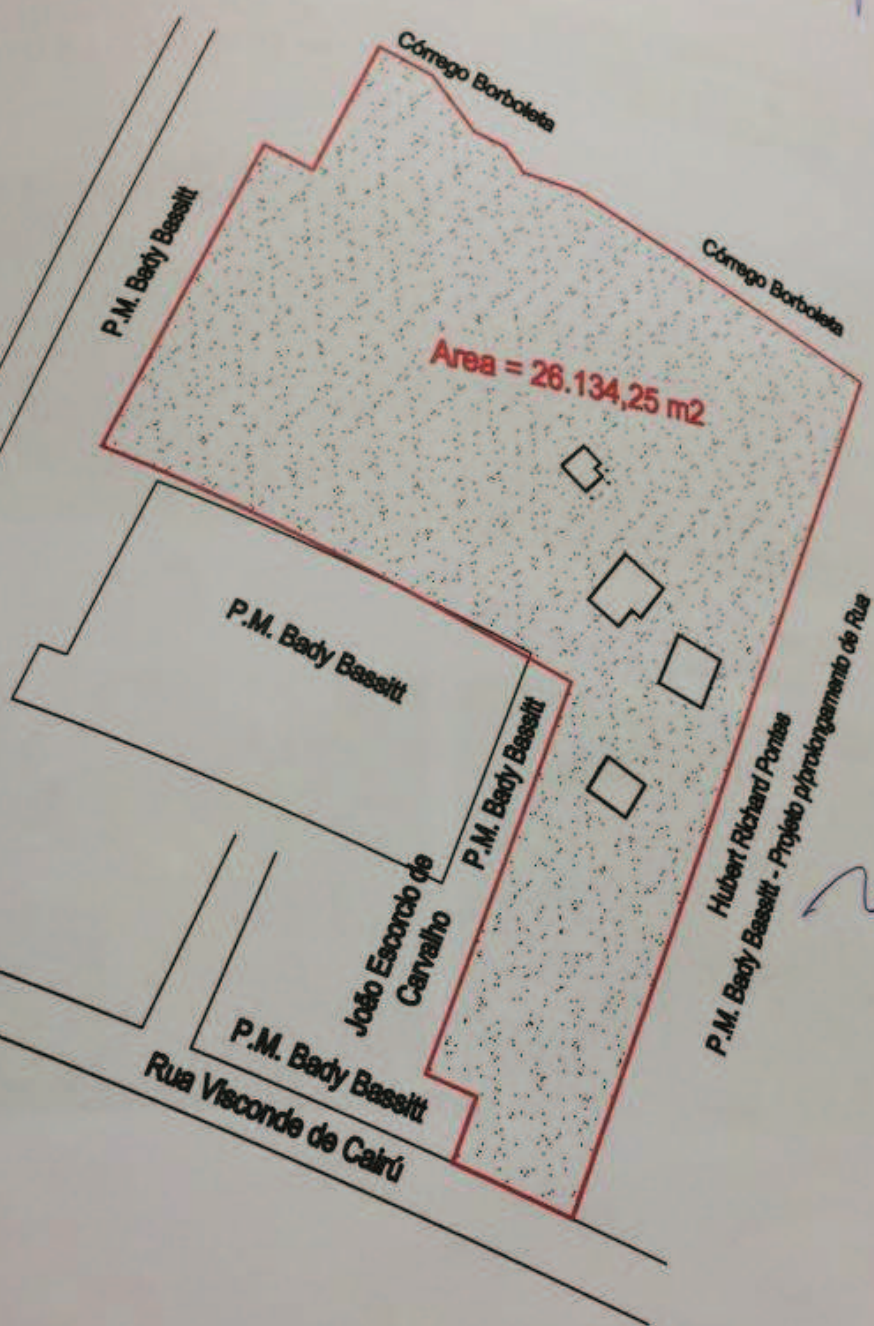 Córrego Borboleta
P.M. Bady Bassitt
Córrego Borboleta
Area = 26.134,25 m2
P.M. Bady Bassitt
P.M. Bady Bassitt
Hubert Richard Pontes
P.M. Bady Bassitt - Projeto p/prolongamento de Rua
João Escorcio de
Carvalho
P.M. Bady Bassitt
Rua Visconde de Cairú